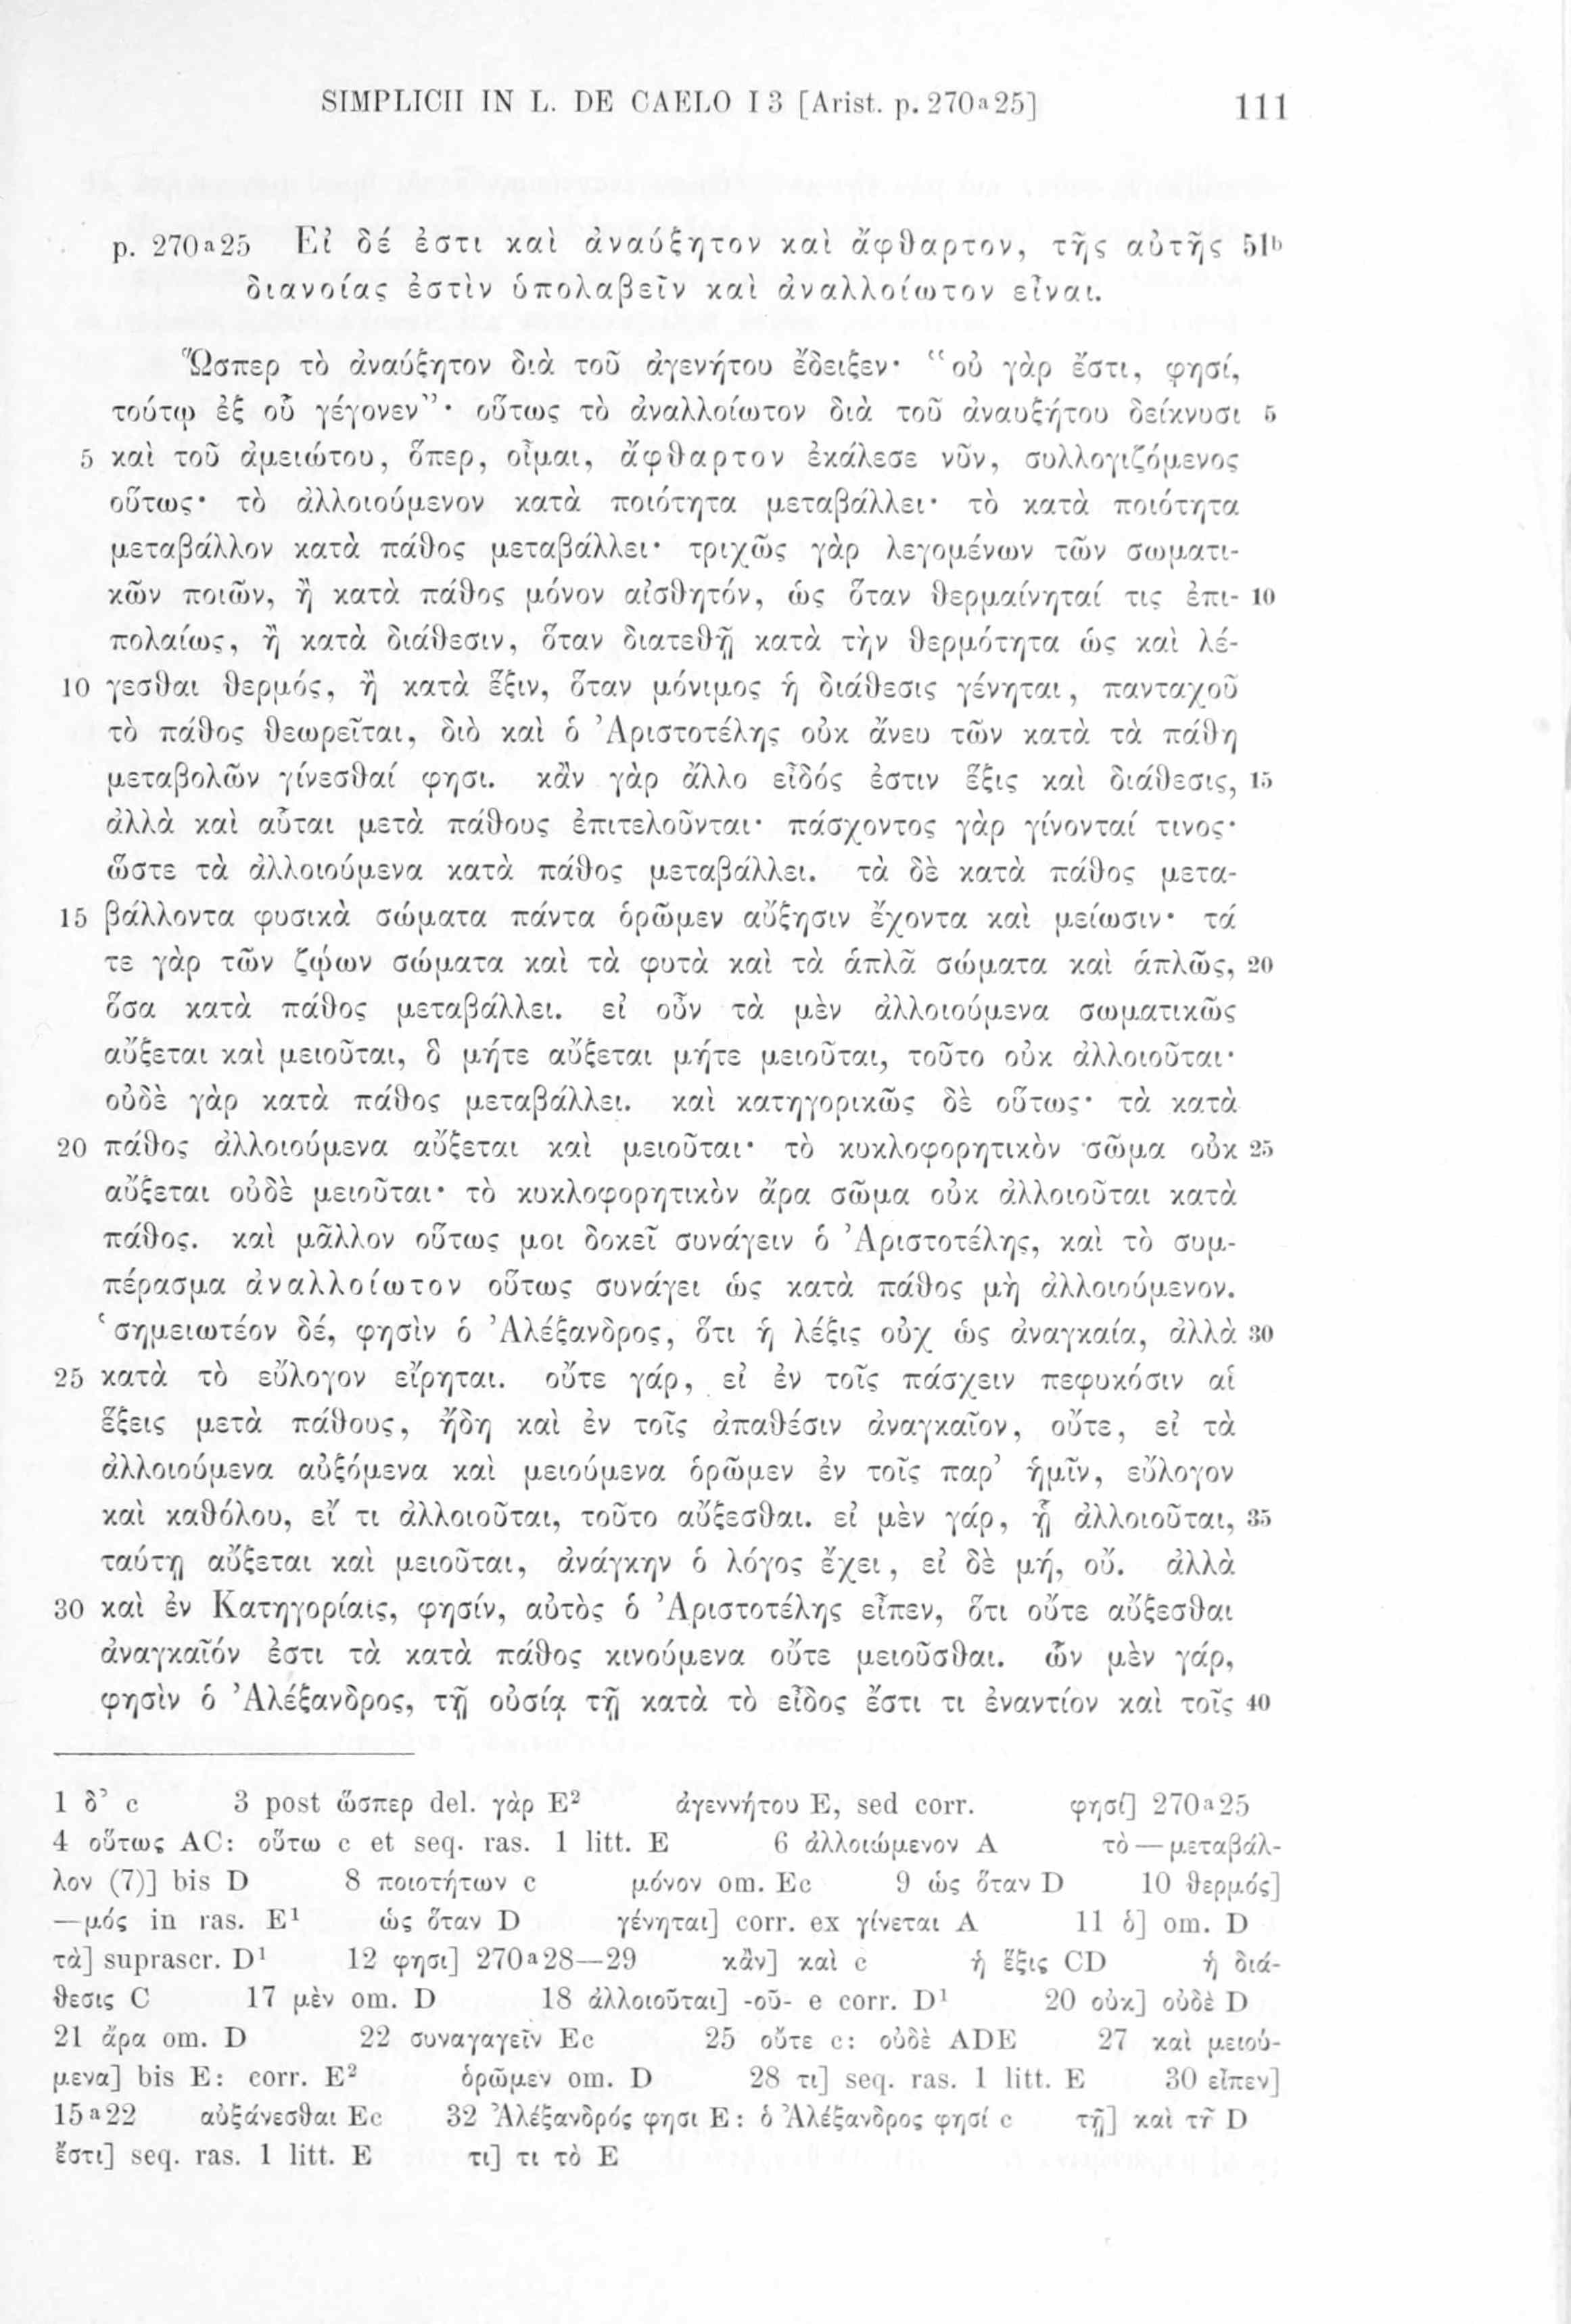 SIMPLICII IN L. DE CAELO I 3 [Arist. p. 270a25] 111
p. 270a25 Εἰ δέ ἐστι καὶ ἀναύξητον καὶ ἄφθαρτον, τῆς αὐτῆς 51b
διανοίας ἐστὶν ὑπολαβεῖν καὶ ἀναλλοίωτον εἶναι.
Ὥσπερ τὸ ἀναύξητον διὰ τοῦ ἀγενήτου ἔδειξεν· “οὐ γὰρ ἔστι, φησί,
τούτῳ ἐξ οὗ γέγονεν”· οὕτως τὸ ἀναλλοίωτον διὰ τοῦ ἀναυξήτου δείκνυσι 5
5 καὶ τοῦ ἀμειώτου, ὅπερ, οἶμαι, ἄφθαρτον ἐκάλεσε νῦν, συλλογιζόμενος
οὕτως· τὸ ἀλλοιούμενον κατὰ ποιότητα μεταβάλλει· τὸ κατὰ ποιότητα
μεταβάλλον κατὰ πάθος μεταβάλλει· τριχῶς γὰρ λεγομένων τῶν σωματι-
κῶν ποιῶν, ἢ κατὰ πάθος μόνον αἰσθητόν, ὡς ὅταν θερμαίνηταί τις ἐπι- 10
πολαίως, ἢ κατὰ διάθεσιν, ὅταν διατεθῇ κατὰ τὴν θερμότητα ὡς καὶ λέ-
10 γεσθαι θερμός, ἢ κατὰ ἕξιν, ὅταν μόνιμος ἡ διάθεσις γένηται, πανταχοῦ
τὸ πάθος θεωρεῖται, διὸ καὶ ὁ Ἀριστοτέλης οὐκ ἄνευ τῶν κατὰ τὰ πάθη
μεταβολῶν γίνεσθαί φησι. κἂν γὰρ ἄλλο εἶδός ἐστιν ἕξις καὶ διάθεσις, 15
ἀλλὰ καὶ αὗται μετὰ πάθους ἐπιτελοῦνται· πάσχοντος γὰρ γίνονταί τινος·
ὥστε τὰ ἀλλοιούμενα κατὰ πάθος μεταβάλλει. τὰ δὲ κατὰ πάθος μετα-
15 βάλλοντα φυσικὰ σώματα πάντα ὁρῶμεν αὔξησιν ἔχοντα καὶ μείωσιν· τά
τε γὰρ τῶν ζῴων σώματα καὶ τὰ φυτὰ καὶ τὰ ἁπλᾶ σώματα καὶ ἁπλῶς, 20
ὅσα κατὰ πάθος μεταβάλλει. εἰ οὖν τὰ μὲν ἀλλοιούμενα σωματικῶς
αὔξεται καὶ μειοῦται, ὃ μήτε αὔξεται μήτε μειοῦται, τοῦτο οὐκ ἀλλοιοῦται·
οὐδὲ γὰρ κατὰ πάθος μεταβάλλει. καὶ κατηγορικῶς δὲ οὕτως· τὰ κατὰ
20 πάθος ἀλλοιούμενα αὔξεται καὶ μειοῦται· τὸ κυκλοφορητικὸν σῶμα οὐκ 25
αὔξεται οὐδὲ μειοῦται· τὸ κυκλοφορητικὸν ἄρα σῶμα οὐκ ἀλλοιοῦται κατὰ
πάθος. καὶ μᾶλλον οὕτως μοι δοκεῖ συνάγειν ὁ Ἀριστοτέλης, καὶ τὸ συμ-
πέρασμα ἀναλλοίωτον οὕτως συνάγει ὡς κατὰ πάθος μὴ ἀλλοιούμενον.
‘σημειωτέον δέ, φησὶν ὁ Ἀλέξανδρος, ὅτι ἡ λέξις οὐχ ὡς ἀναγκαία, ἀλλὰ 30
25 κατὰ τὸ εὔλογον εἴρηται. οὔτε γάρ, εἰ ἐν τοῖς πάσχειν πεφυκόσιν αἱ
ἕξεις μετὰ πάθους, ἤδη καὶ ἐν τοῖς ἀπαθέσιν ἀναγκαῖον, οὔτε, εἰ τὰ
ἀλλοιούμενα αὐξόμενα καὶ μειούμενα ὁρῶμεν ἐν τοῖς παρ’ ἡμῖν, εὔλογον
καὶ καθόλου, εἴ τι ἀλλοιοῦται, τοῦτο αὔξεσθαι. εἰ μὲν γάρ, ᾗ ἀλλοιοῦται, 35
ταύτῃ αὔξεται καὶ μειοῦται, ἀνάγκην ὁ λόγος ἔχει, εἰ δὲ μή, οὔ. ἀλλὰ
30 καὶ ἐν Κατηγορίαις, φησίν, αὐτὸς ὁ Ἀριστοτέλης εἶπεν, ὅτι οὔτε αὔξεσθαι
ἀναγκαῖόν ἐστι τὰ κατὰ πάθος κινούμενα οὔτε μειοῦσθαι. ὧν μὲν γάρ,
φησὶν ὁ Ἀλέξανδρος, τῇ οὐσίᾳ τῇ κατὰ τὸ εἶδος ἔστι τι ἐναντίον καὶ τοῖς 40
1 δ’ c 3 post ὥσπερ del. γὰρ E² ἀγεννήτου E, sed corr. φησί] 270a25
4 οὕτως AC: οὕτω c et seq. ras. 1 litt. E 6 ἀλλοιώμενον A τὸ—μεταβάλ-
λον (7)] bis D 8 ποιοτήτων c μόνον om. Ec 9 ὡς ὅταν D 10 θερμός]
—μός in ras. E¹ ὡς ὅταν D γένηται] corr. ex γίνεται A 11 ὁ] om. D
τὰ] suprascr. D¹ 12 φησι] 270a28—29 κἂν] καὶ c ἡ ἕξις CD ἡ διά-
θεσις C 17 μὲν om. D 18 ἀλλοιοῦται] -οῦ- e corr. D¹ 20 οὐκ] οὐδὲ D
21 ἄρα om. D 22 συναγαγεῖν Ec 25 οὔτε c: οὐδὲ ADE 27 καὶ μειού-
μενα] bis E: corr. E² ὁρῶμεν om. D 28 τι] seq. ras. 1 litt. E 30 εἶπεν]
15a22 αὐξάνεσθαι Ec 32 Ἀλέξανδρός φησι E: ὁ Ἀλέξανδρος φησί c τῇ] καὶ τῇ D
ἔστι] seq. ras. 1 litt. E τι] τι τὸ E